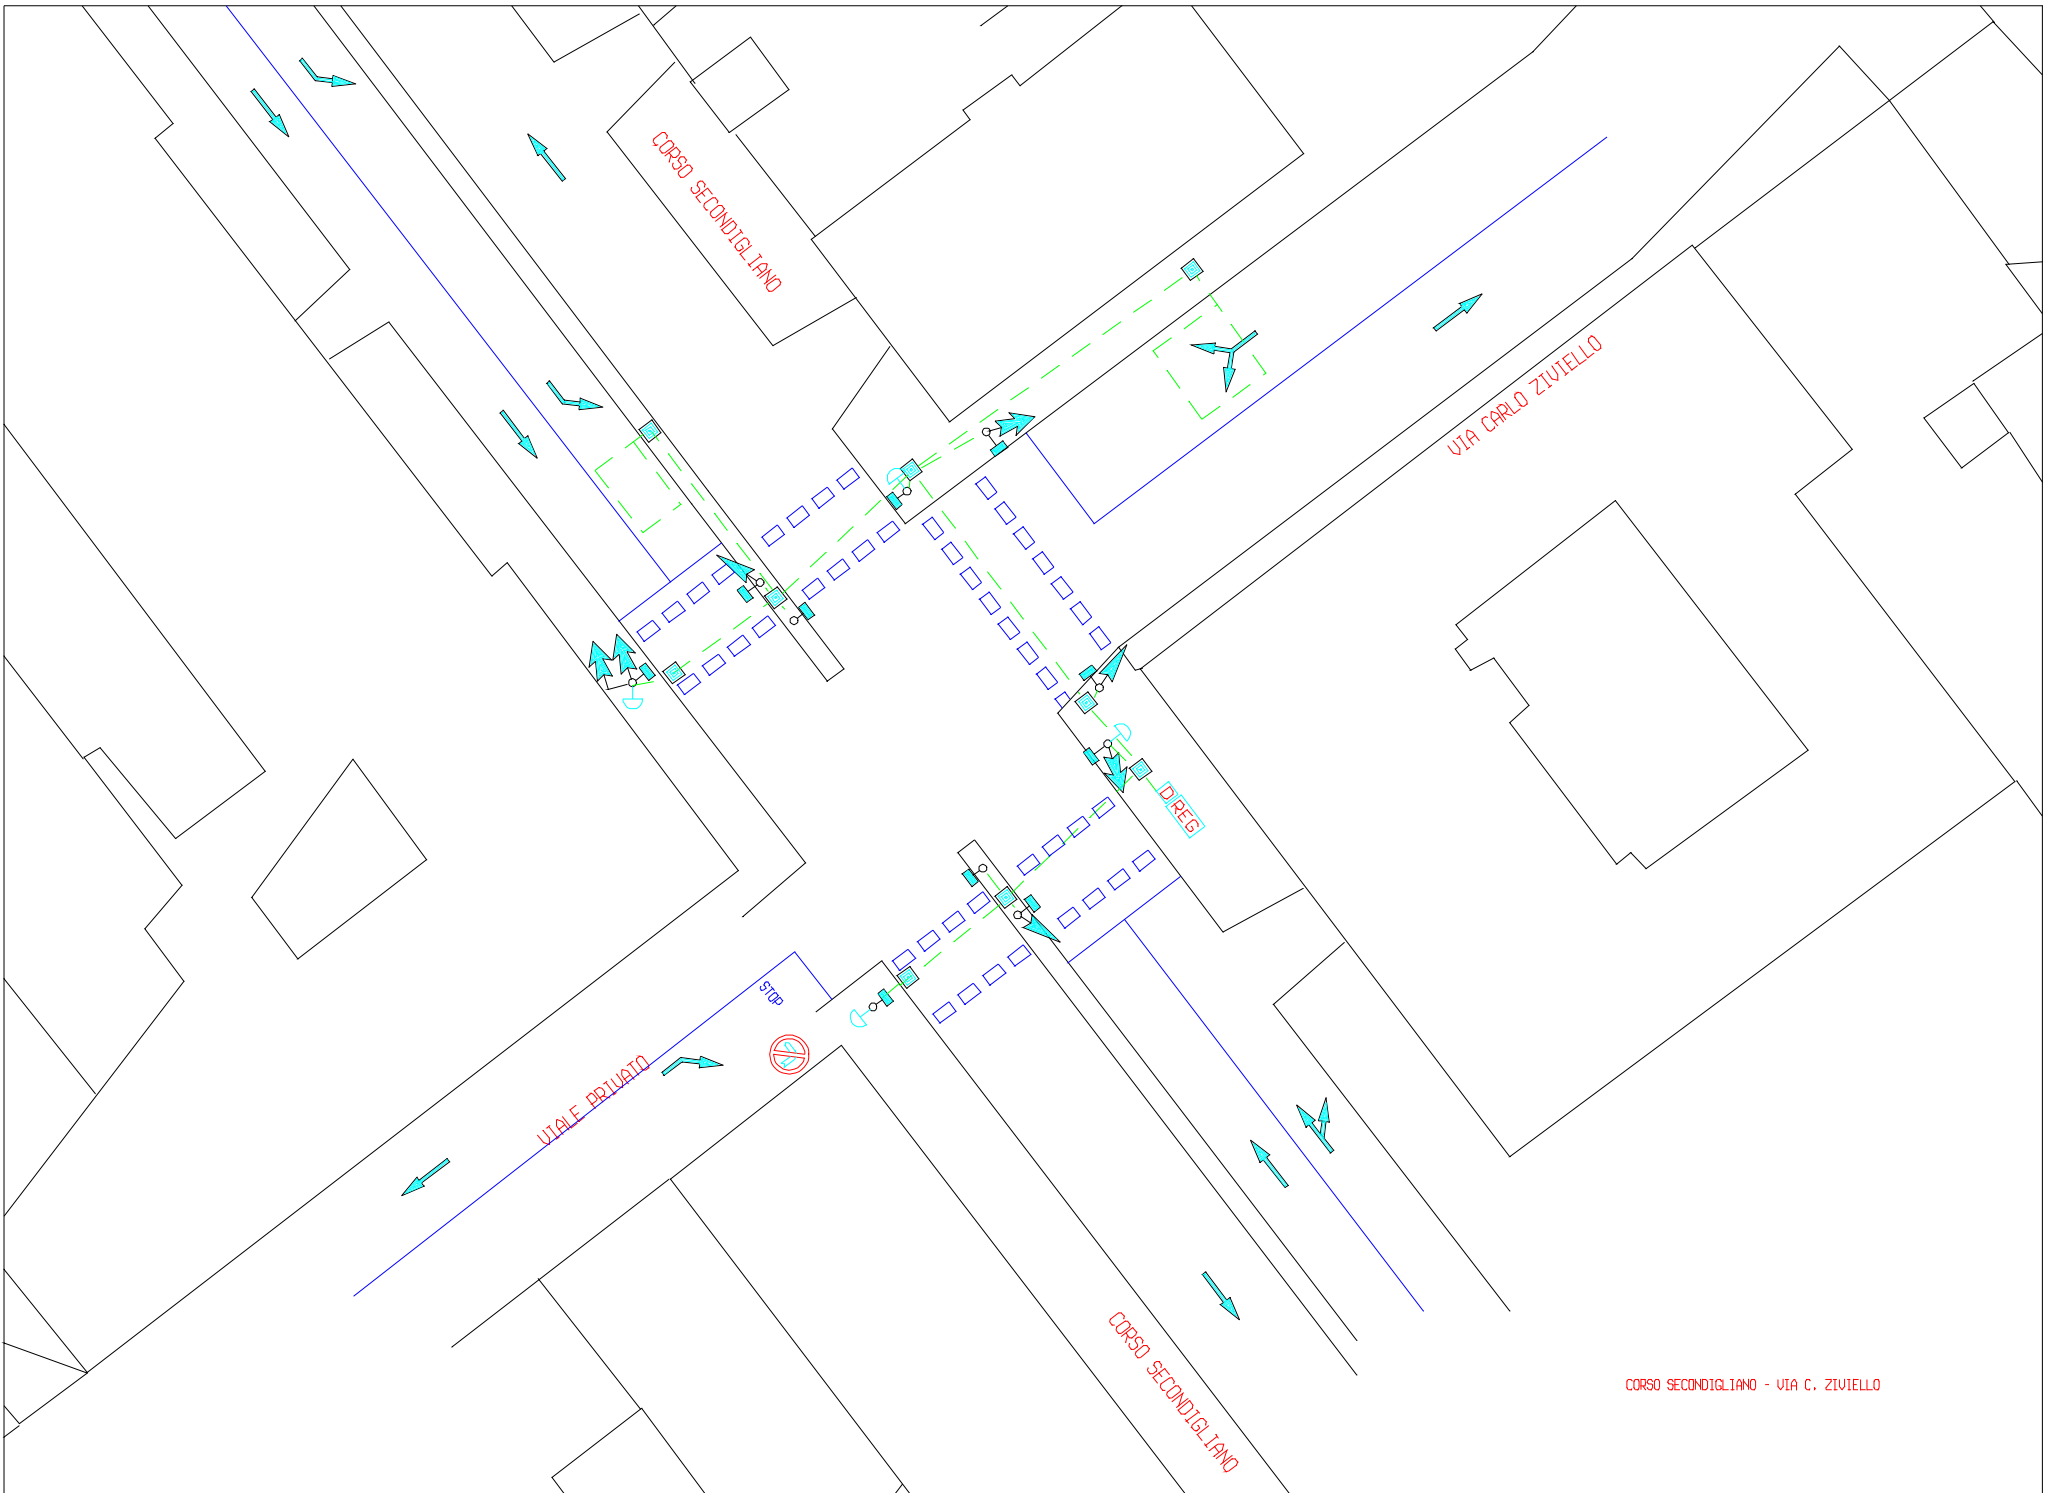 CORSO SECONDIGLIANO
VIA CARLO ZIVIELLO
D REG
STOP
VIALE PRIVATO
CORSO SECONDIGLIANO
CORSO SECONDIGLIANO - VIA C. ZIVIELLO